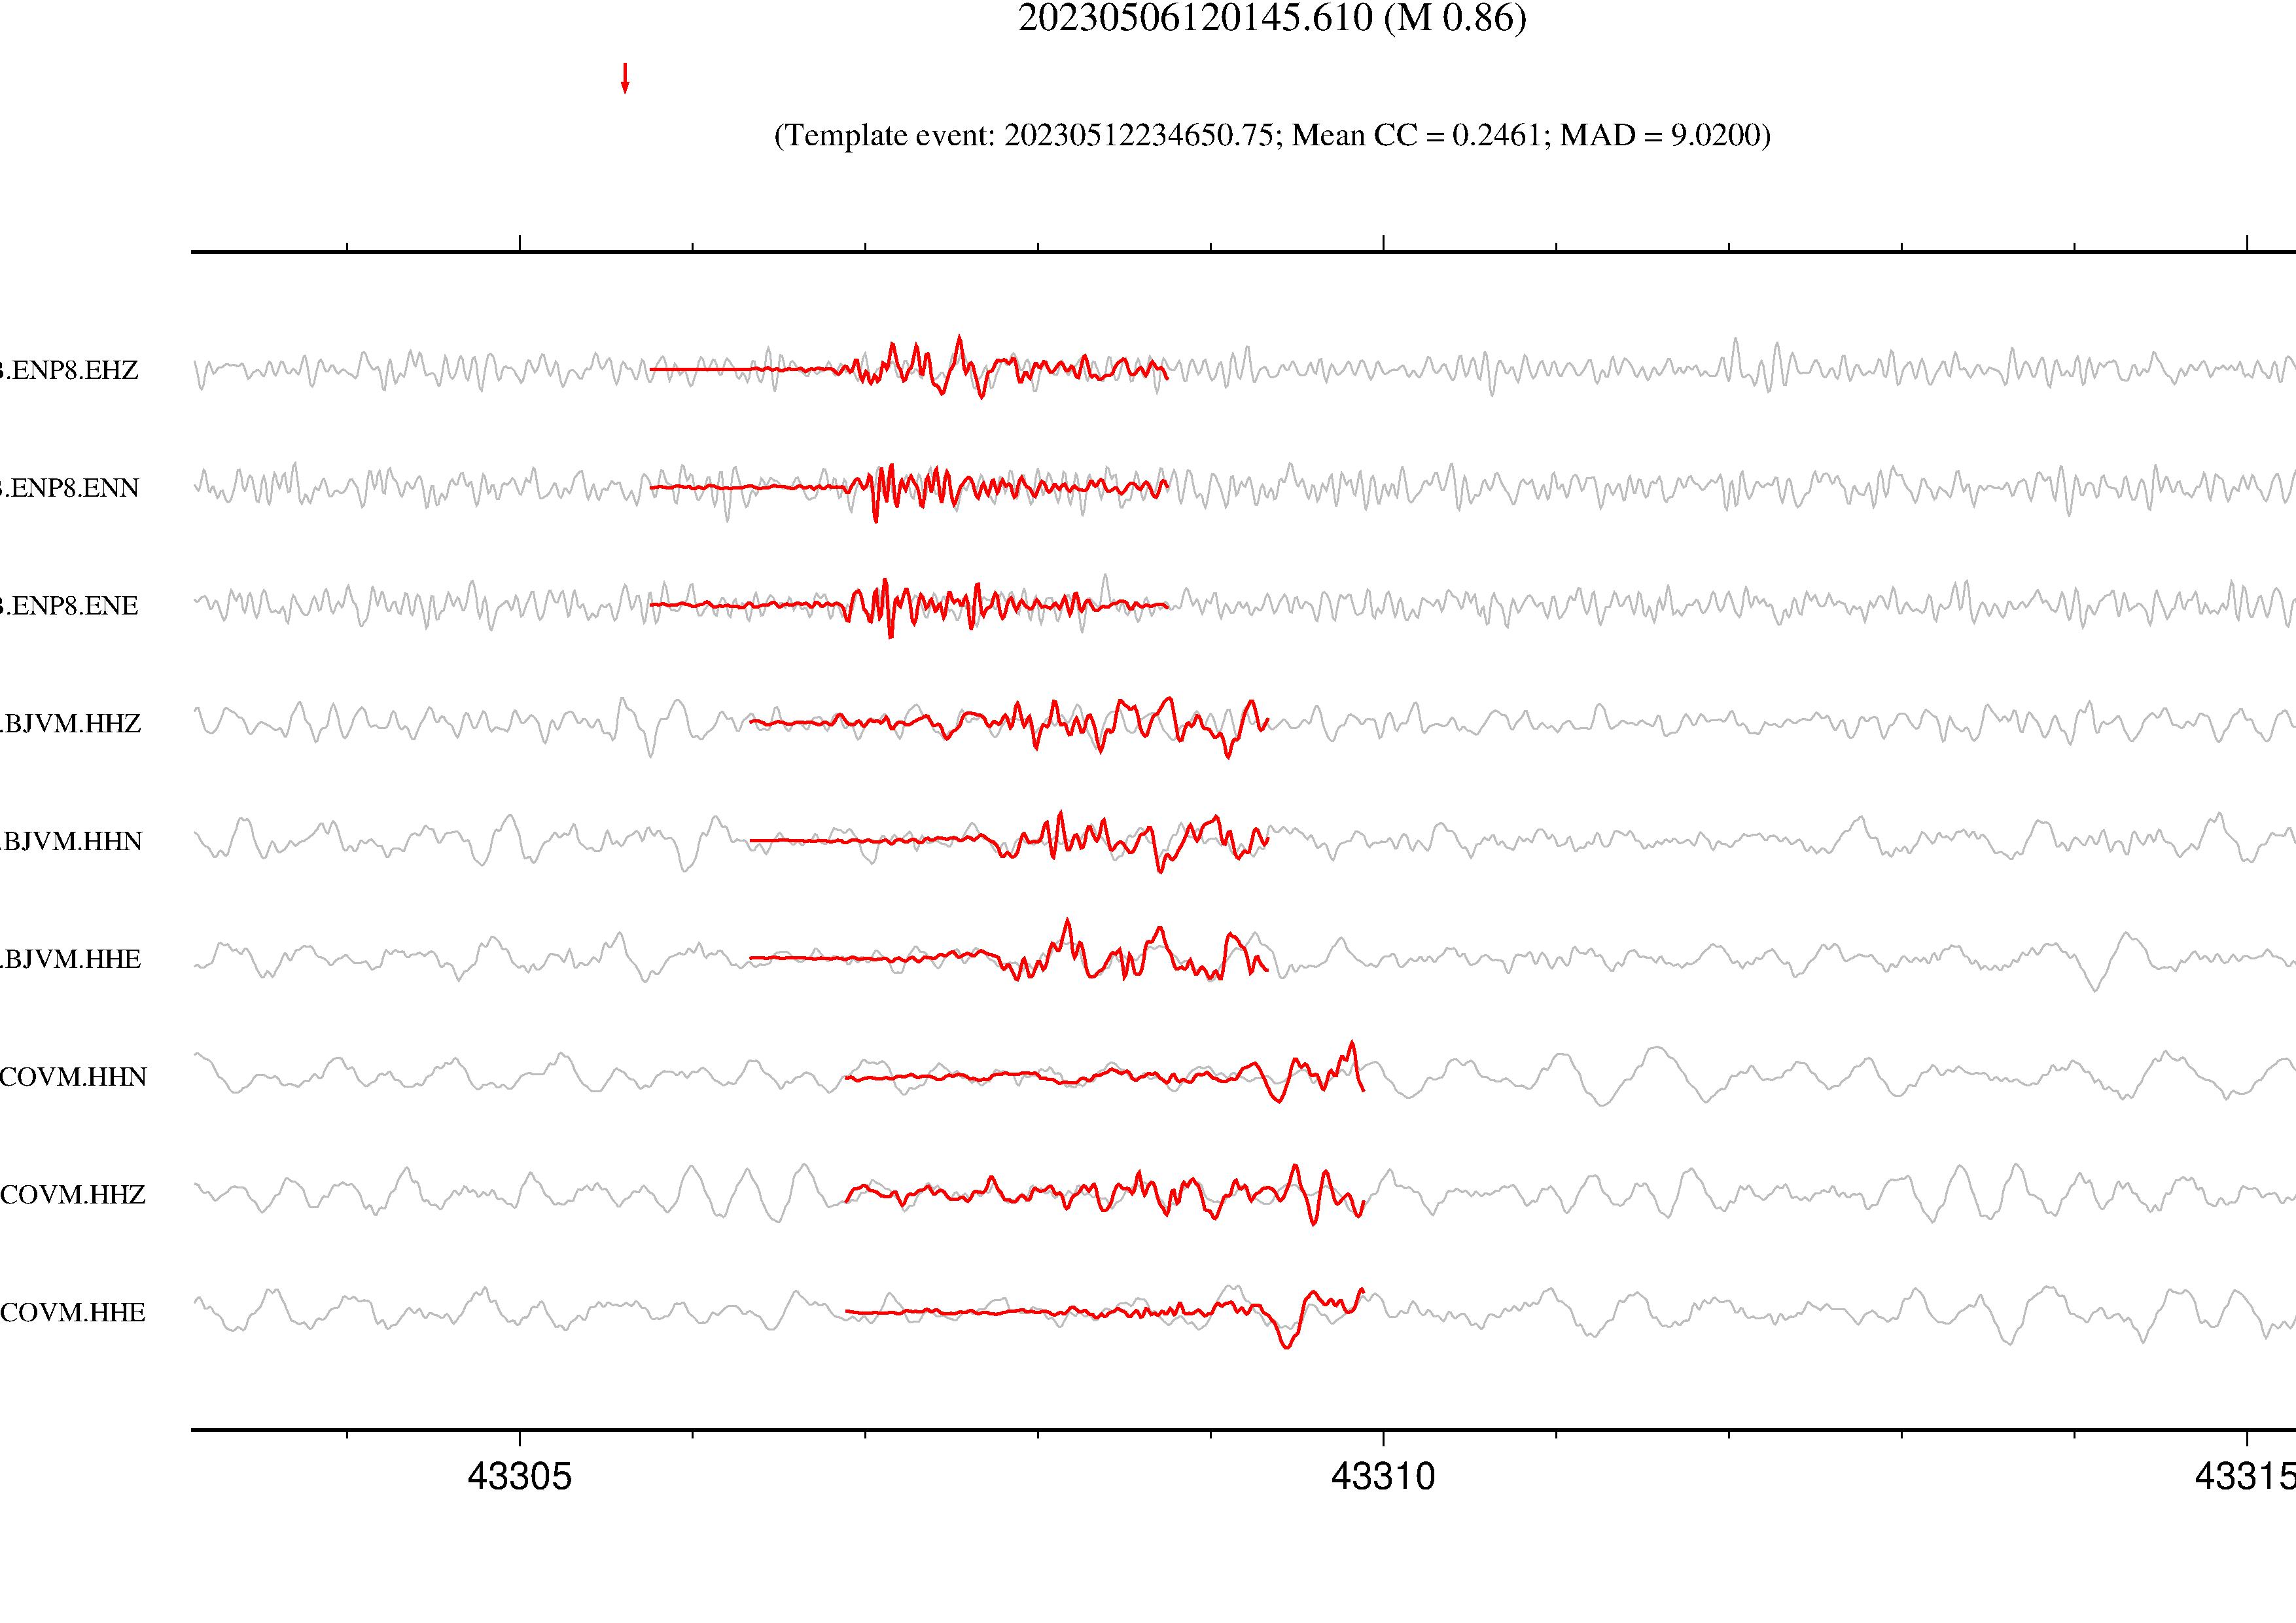 20230506120145.610 (M 0.86)
(Template event: 20230512234650.75; Mean CC = 0.2461; MAD = 9.0200)
.ENP8.EHZ
.ENP8.ENN
.ENP8.ENE
.BJVM.HHZ
.BJVM.HHN
.BJVM.HHE
COVM.HHN
COVM.HHZ
COVM.HHE
43305 43310 43315